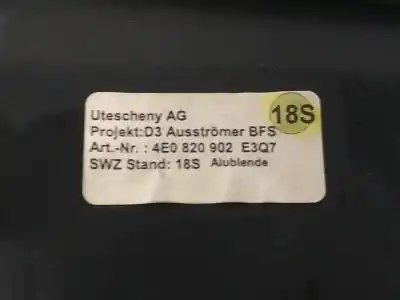 Utescheny AG
18S
Projekt:D3 Ausströmer BFS
Art.-Nr. : 4E0 820 902 E3Q7
SWZ Stand: 18S Alublende